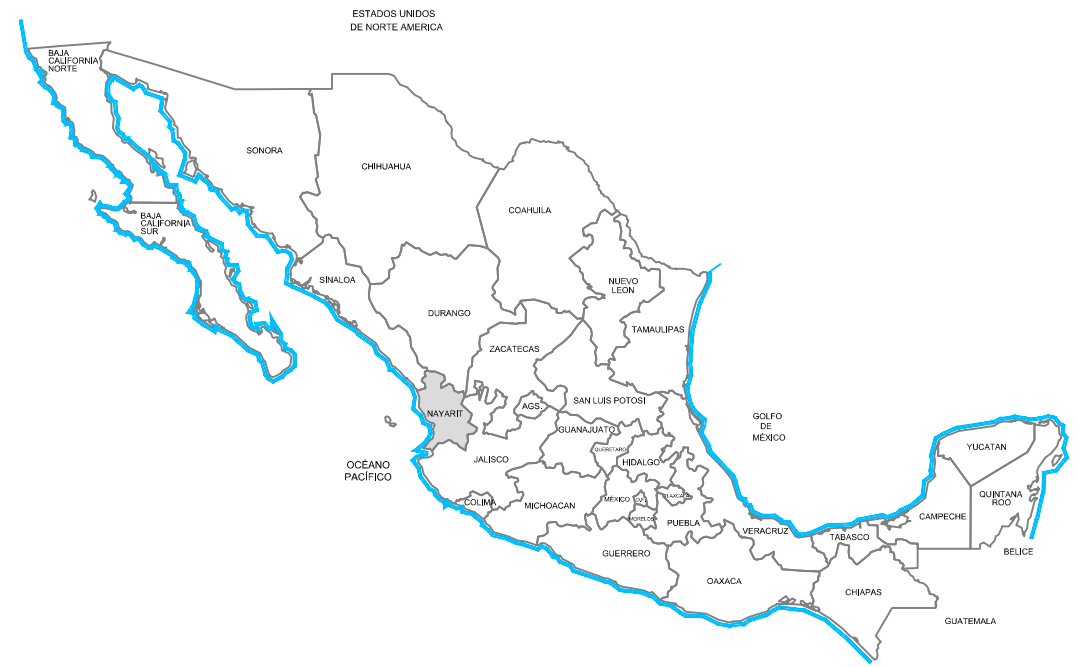 ESTADOS UNIDOS
DE NORTE AMERICA
BAJA
CALIFORNIA
NORTE
SONORA
CHIHUAHUA
COAHUILA
BAJA
CALIFORNIA
SUR
SINALOA
NUEVO
LEON
DURANGO
TAMAULIPAS
ZACATECAS
NAYARIT
AGS.
SAN LUIS POTOSI
GOLFO
DE
MÉXICO
GUANAJUATO
QUERETARO
HIDALGO
YUCATAN
JALISCO
OCÉANO
PACÍFICO
COLIMA
MICHOACAN
MÉXICO
D.F.
TLAXCALA
MORELOS
PUEBLA
VERACRUZ
TABASCO
CAMPECHE
QUINTANA
ROO
BELICE
GUERRERO
OAXACA
CHIAPAS
GUATEMALA